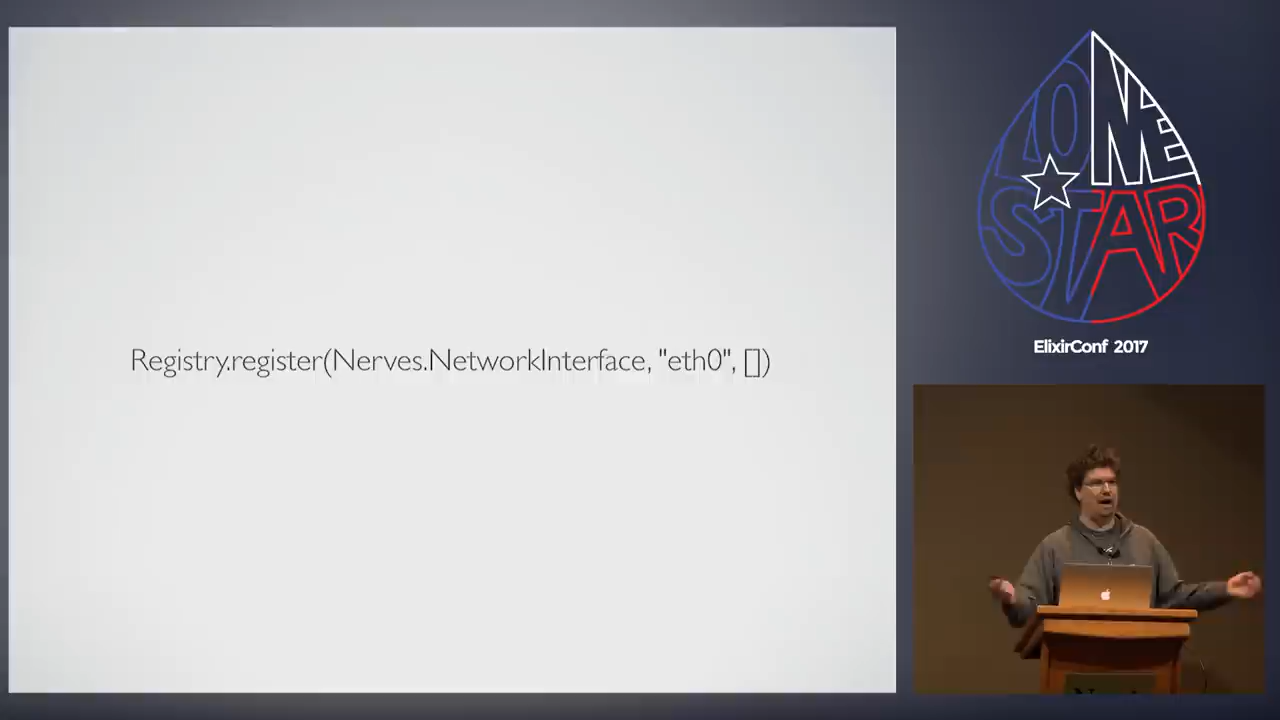 Registry.register(Nerves.NetworkInterface, "eth0", [])
LONE
STAR
ElixirConf 2017